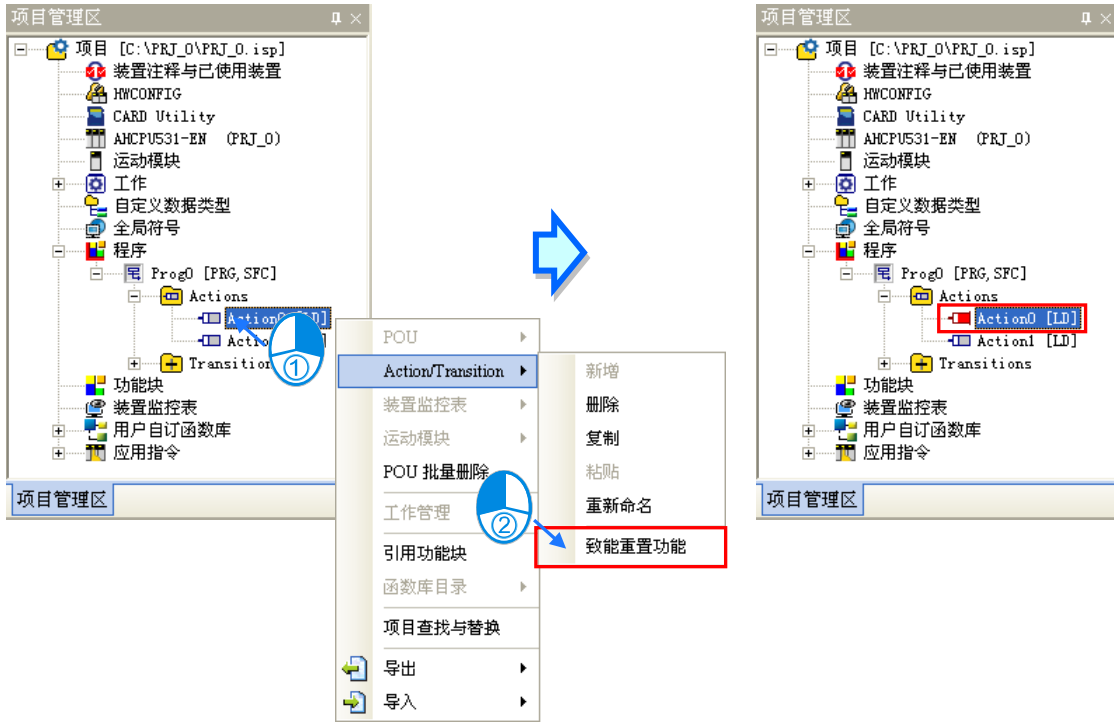 项目管理区
项目 [C:\PRJ_0\PRJ_0.isp]
装置注释与已使用装置
HWCONFIG
CARD Utility
AHCPU531-EN (PRJ_0)
运动模块
工作
自定义数据类型
全局符号
程序
Prog0 [PRG,SFC]
Actions
Transition
功能块
装置监控表
用户自订函数库
应用指令
项目管理区
①
POU
Action/Transition
装置监控表
运动模块
POU 批量删除
工作管理
引用功能块
函数库目录
项目查找与替换
导出
导入
②
新增
删除
复制
粘贴
重新命名
致能重置功能
项目管理区
项目 [C:\PRJ_0\PRJ_0.isp]
装置注释与已使用装置
HWCONFIG
CARD Utility
AHCPU531-EN (PRJ_0)
运动模块
工作
自定义数据类型
全局符号
程序
Prog0 [PRG,SFC]
Actions
Action0 [LD]
Action1 [LD]
Transitions
功能块
装置监控表
用户自订函数库
应用指令
项目管理区